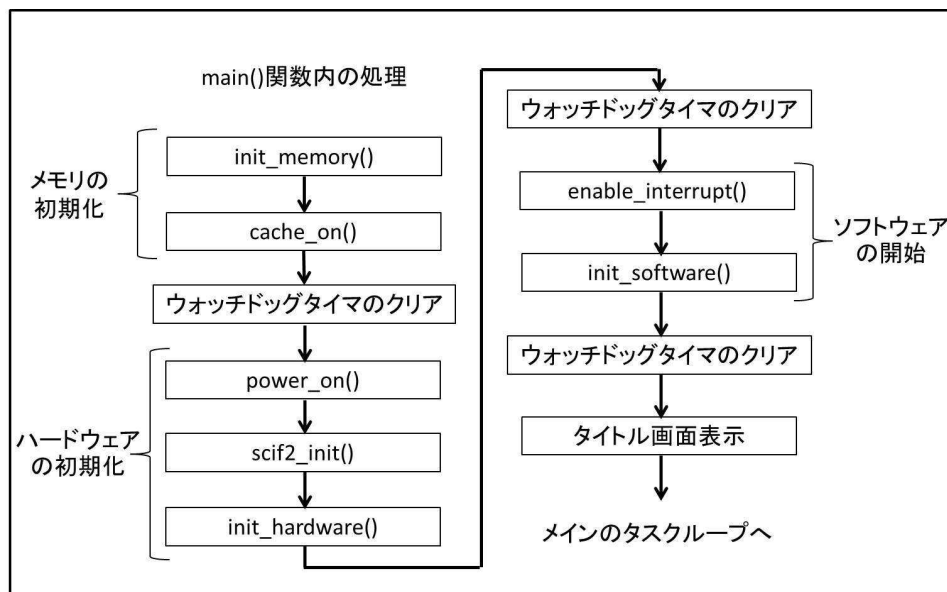 main()関数内の処理
メモリの
初期化
init_memory()
cache_on()
ウォッチドッグタイマのクリア
ハードウェア
の初期化
power_on()
scif2_init()
init_hardware()
ウォッチドッグタイマのクリア
enable_interrupt()
init_software()
ソフトウェア
の開始
ウォッチドッグタイマのクリア
タイトル画面表示
メインのタスクループへ